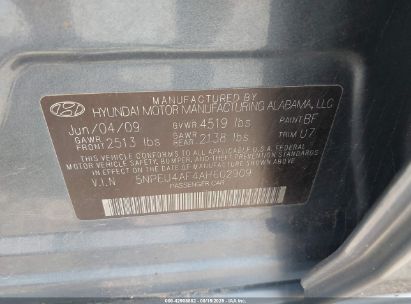 MANUFACTURED BY
HYUNDAI MOTOR MANUFACTURING ALABAMA, LLC
Jun/04/09 GVWR 4519 lbs PAINT BF
GAWR FRONT 2513 lbs GAWR REAR 2138 lbs TRIM U7
THIS VEHICLE CONFORMS TO ALL APPLICABLE U.S. FEDERAL
MOTOR VEHICLE SAFETY, BUMPER, AND THEFT PREVENTION
STANDARDS IN EFFECT ON THE DATE OF MANUFACTURE SHOWN ABOVE.
V.I.N 5NPEU4AF4AH602909
PASSENGER CAR